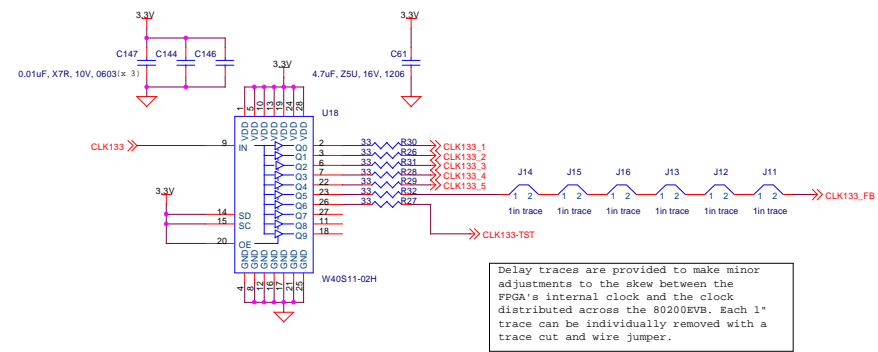 3.3V
3.3V
C147
C144
C146
C61
0.01uF, X7R, 10V, 0603(x 3)
3.3V
4.7uF, Z5U, 16V, 1206
1
5
10
13
19
24
28
U18
VDD
VDD
VDD
VDD
VDD
VDD
VDD
CLK133
9
IN
Q0
2
33
R30
CLK133_1
Q1
3
33
R26
CLK133_2
Q2
6
33
R31
CLK133_3
Q3
7
33
R28
CLK133_4
Q4
22
33
R29
CLK133_5
Q5
23
33
R32
Q6
26
33
R27
Q7
27
Q8
11
Q9
18
J14
J15
J16
J13
J12
J11
1 2
1 2
1 2
1 2
1 2
1 2
CLK133_FB
1in trace
1in trace
1in trace
1in trace
1in trace
1in trace
3.3V
14
SD
15
SC
20
OE
CLK133-TST
GND
GND
GND
GND
GND
GND
GND
4
8
12
16
17
21
25
W40S11-02H
Delay traces are provided to make minor
adjustments to the skew between the
FPGA's internal clock and the clock
distributed across the 80200EVB. Each 1"
trace can be individually removed with a
trace cut and wire jumper.